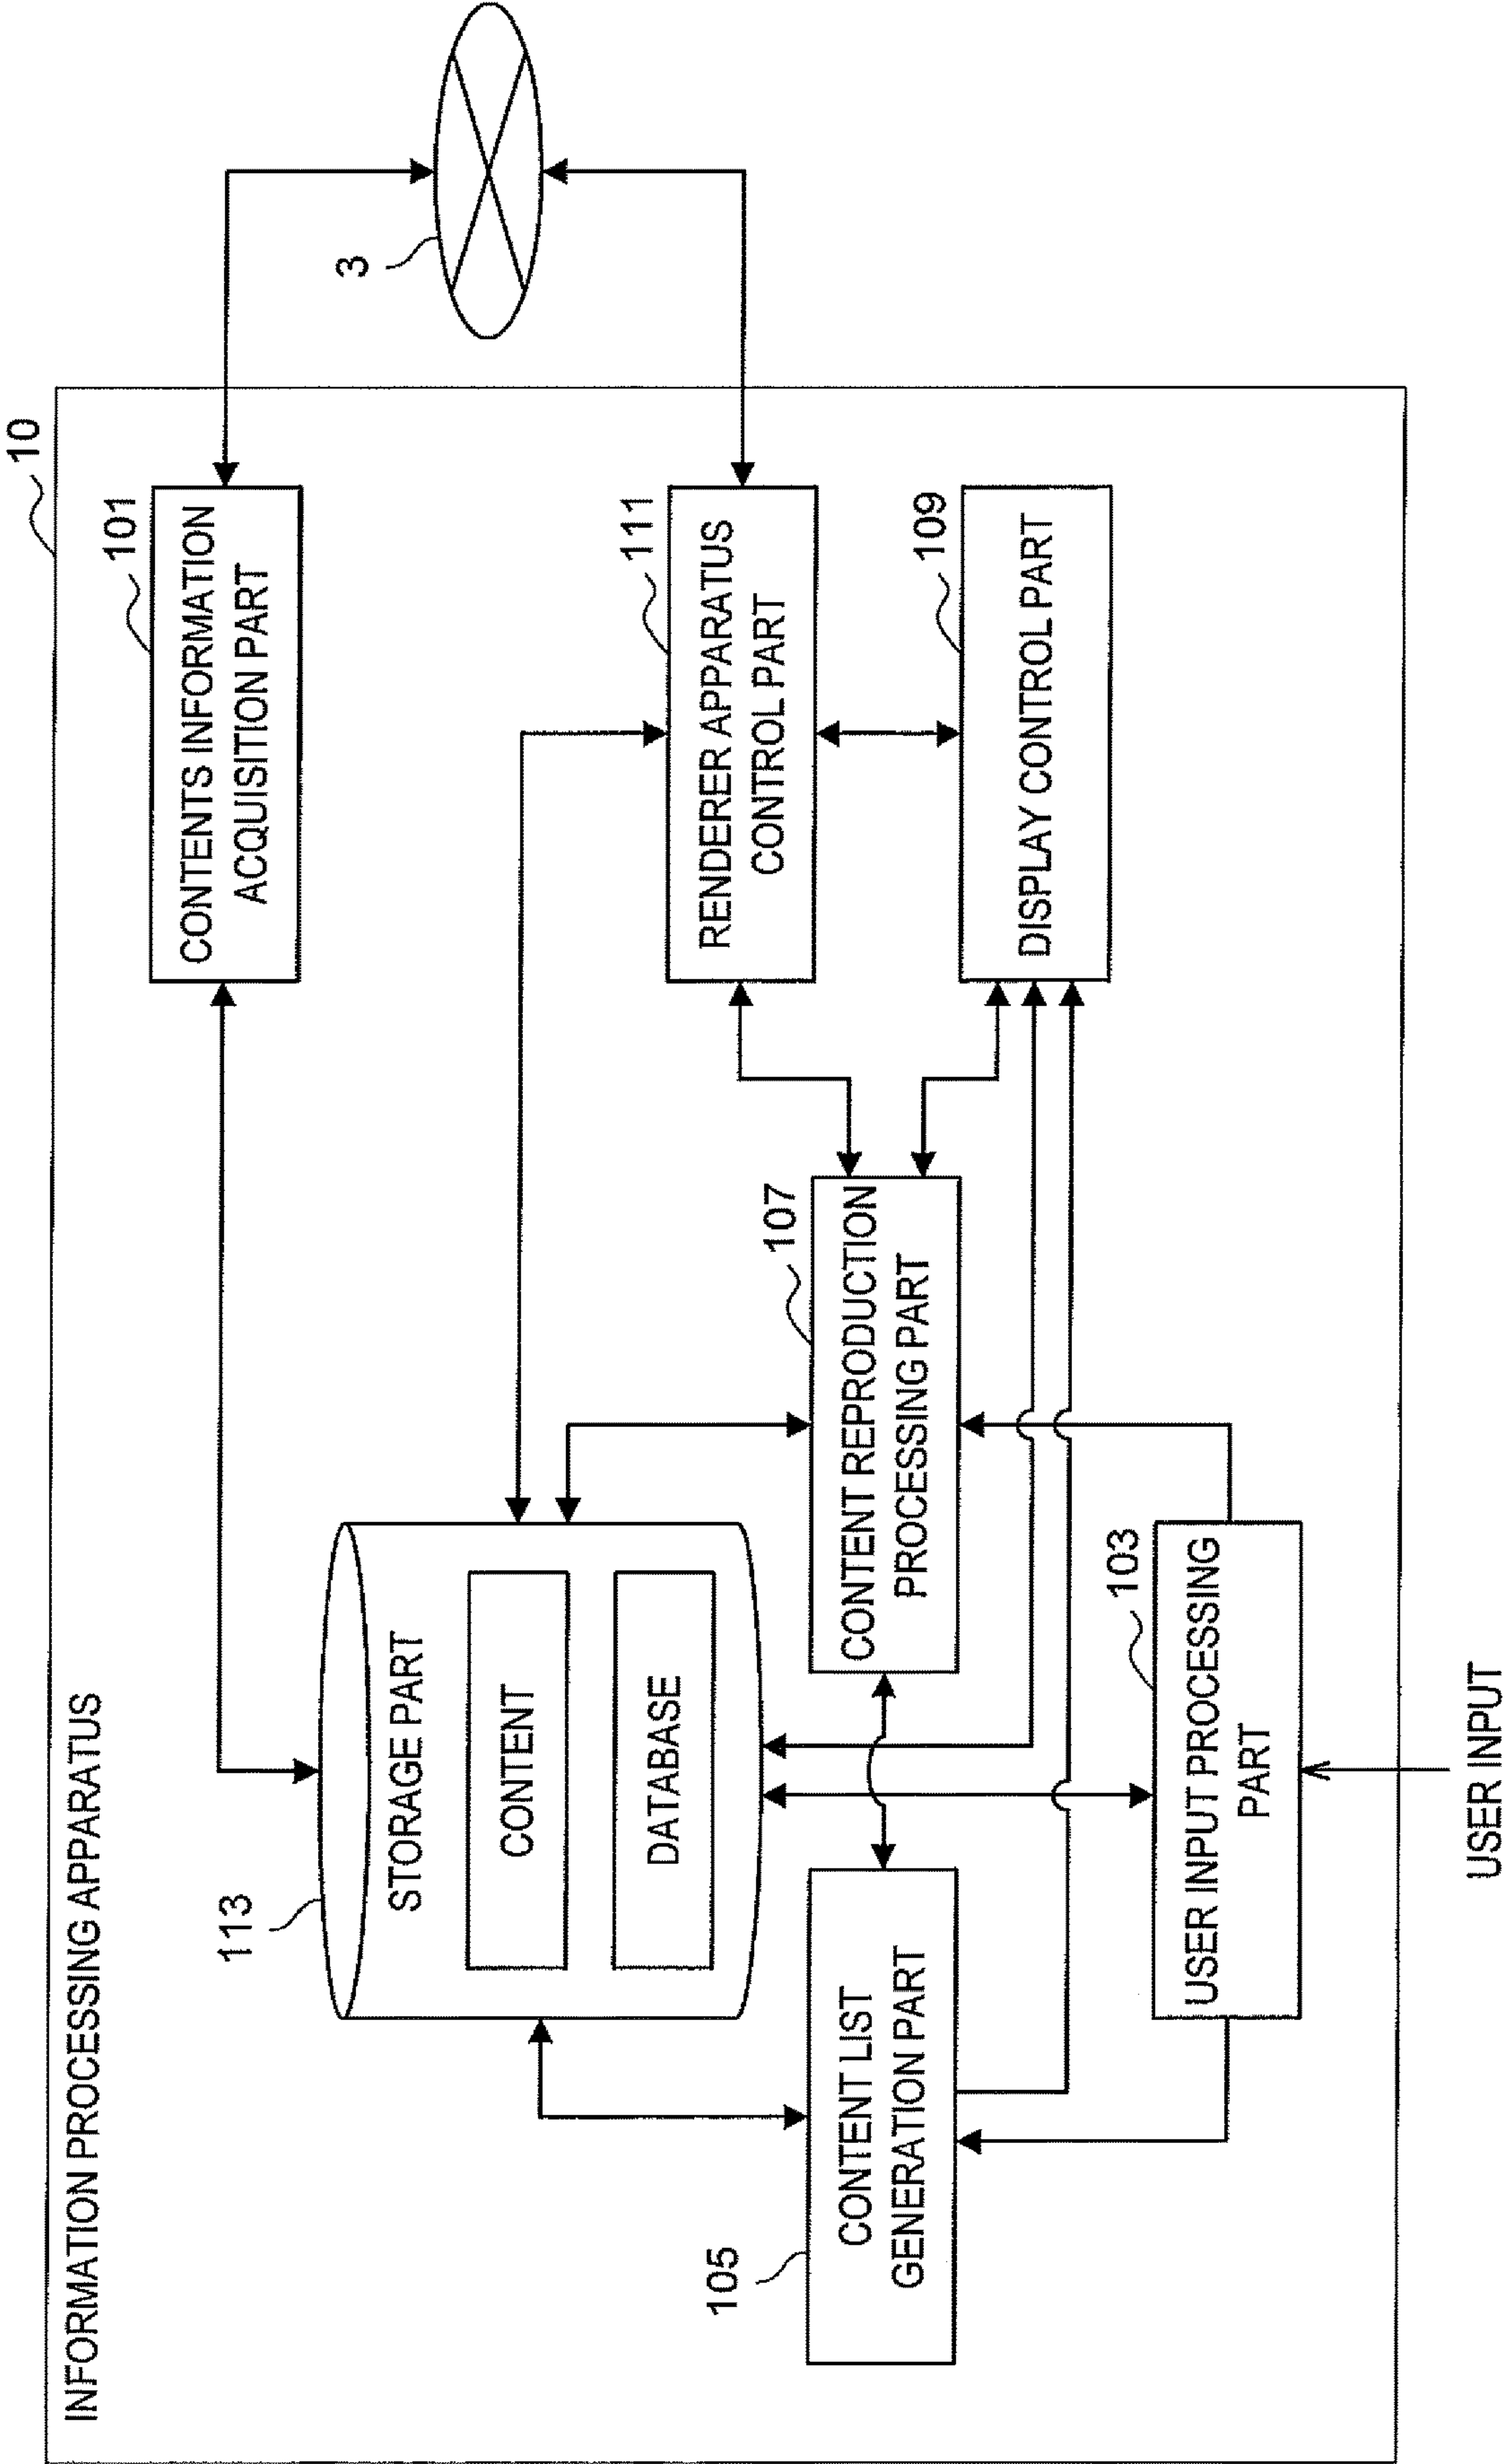 INFORMATION PROCESSING APPARATUS
10
113
STORAGE PART
CONTENT
DATABASE
101
CONTENTS INFORMATION
ACQUISITION PART
3
105
CONTENT LIST
GENERATION PART
107
CONTENT REPRODUCTION
PROCESSING PART
111
RENDERER APPARATUS
CONTROL PART
109
DISPLAY CONTROL PART
103
USER INPUT PROCESSING
PART
USER INPUT